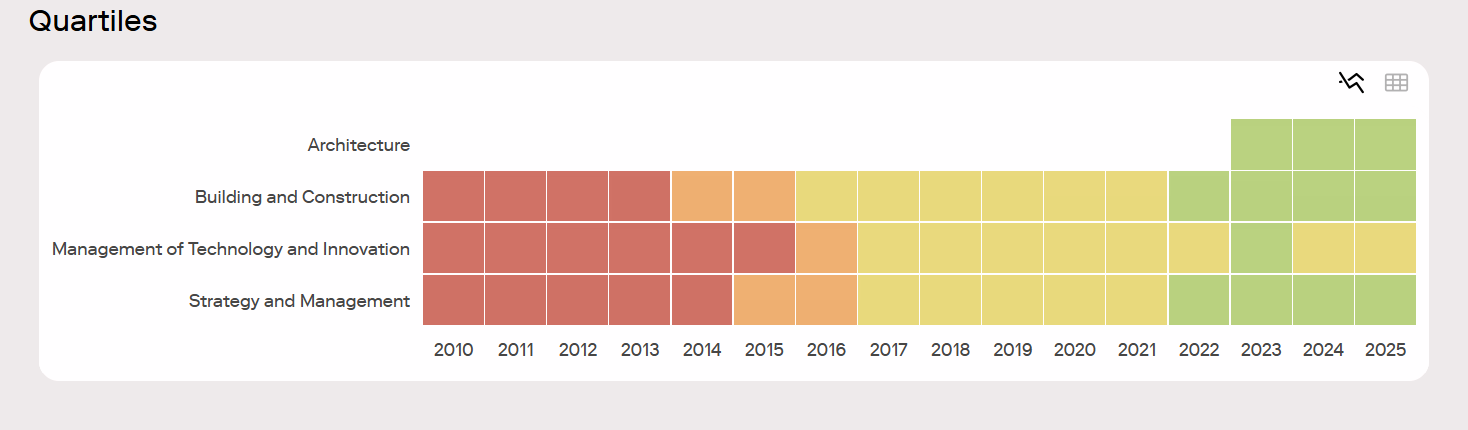 Quartiles
Architecture
Building and Construction
Management of Technology and Innovation
Strategy and Management
2010 2011 2012 2013 2014 2015 2016 2017 2018 2019 2020 2021 2022 2023 2024 2025